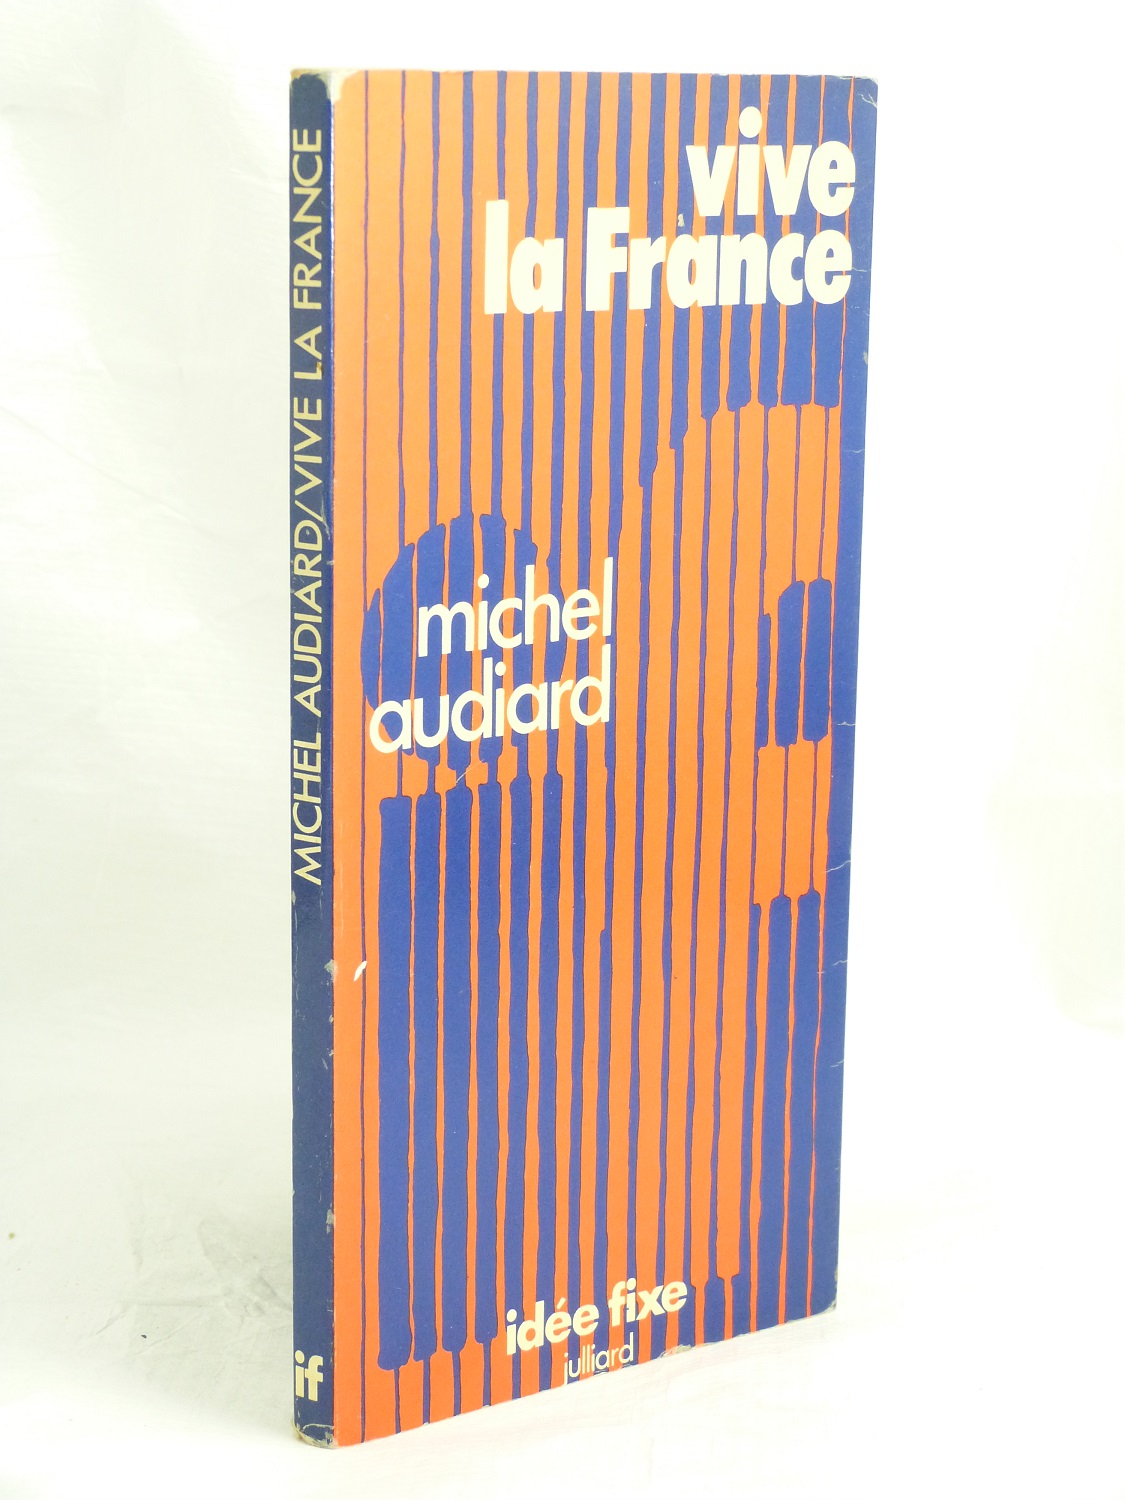 MICHEL AUDIARD/VIVE LA FRANCE
if
vive
la France
michel
audiard
idée fixe
julliard